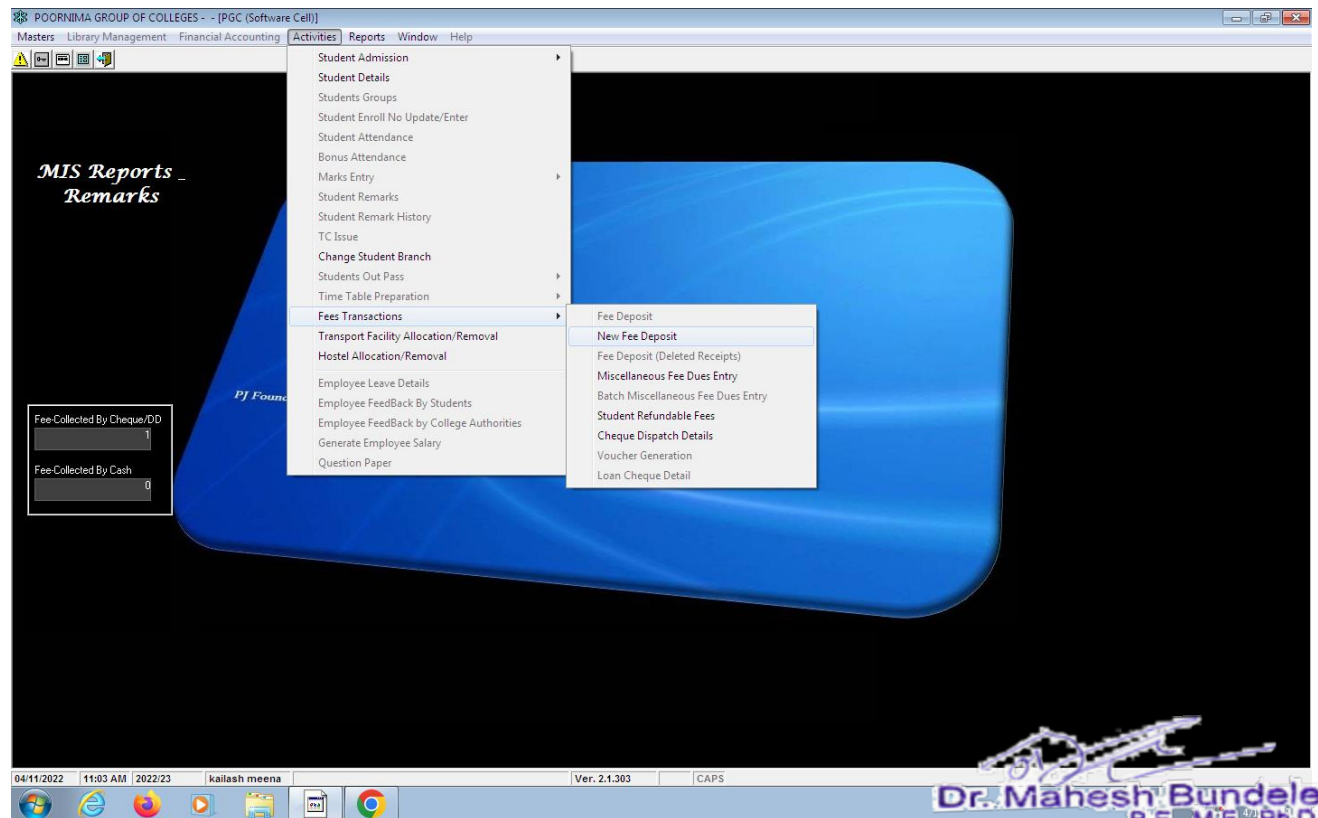 POORNIMA GROUP OF COLLEGES - - [PGC (Software Cell)]
Masters Library Management Financial Accounting Activities Reports Window Help
Student Admission
Student Details
Students Groups
Student Enroll No Update/Enter
Student Attendance
Bonus Attendance
Marks Entry
Student Remarks
Student Remark History
TC Issue
Change Student Branch
Students Out Pass
Time Table Preparation
Fees Transactions
Transport Facility Allocation/Removal
Hostel Allocation/Removal
Employee Leave Details
Employee FeedBack By Students
Employee FeedBack by College Authorities
Generate Employee Salary
Question Paper
Fee Deposit
New Fee Deposit
Fee Deposit (Deleted Receipts)
Miscellaneous Fee Dues Entry
Batch Miscellaneous Fee Dues Entry
Student Refundable Fees
Cheque Dispatch Details
Voucher Generation
Loan Cheque Detail
MIS Reports _
Remarks
PJ Found
Fee-Collected By Cheque/DD
1
Fee-Collected By Cash
0
04/11/2022 11:03 AM 2022/23 kailash meena Ver. 2.1.303 CAPS
Dr. Mahesh Bundele